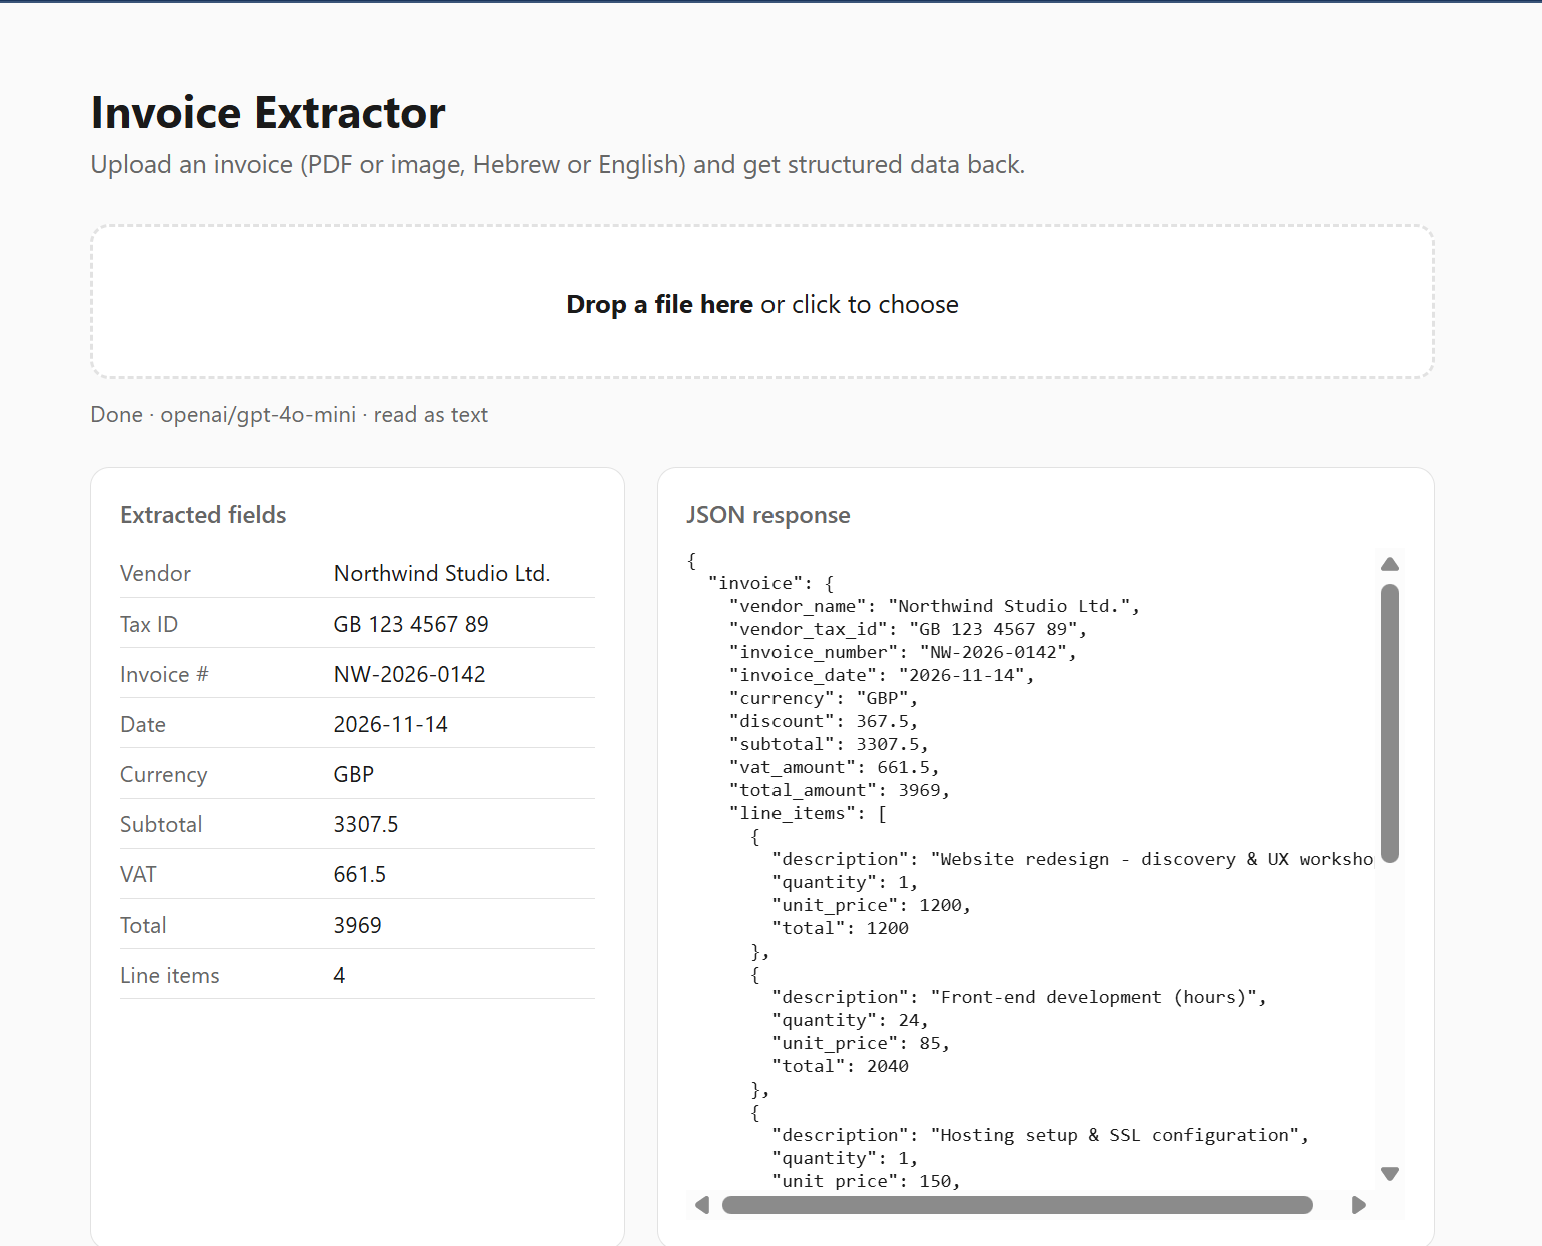 Invoice Extractor
Upload an invoice (PDF or image, Hebrew or English) and get structured data back.
Drop a file here or click to choose
Done · openai/gpt-4o-mini · read as text
Extracted fields
Vendor Northwind Studio Ltd.
Tax ID GB 123 4567 89
Invoice # NW-2026-0142
Date 2026-11-14
Currency GBP
Subtotal 3307.5
VAT 661.5
Total 3969
Line items 4
JSON response
{
"invoice": {
"vendor_name": "Northwind Studio Ltd.",
"vendor_tax_id": "GB 123 4567 89",
"invoice_number": "NW-2026-0142",
"invoice_date": "2026-11-14",
"currency": "GBP",
"discount": 367.5,
"subtotal": 3307.5,
"vat_amount": 661.5,
"total_amount": 3969,
"line_items": [
{
"description": "Website redesign - discovery & UX worksho
"quantity": 1,
"unit_price": 1200,
"total": 1200
},
{
"description": "Front-end development (hours)",
"quantity": 24,
"unit_price": 85,
"total": 2040
},
{
"description": "Hosting setup & SSL configuration",
"quantity": 1,
"unit_price": 150,